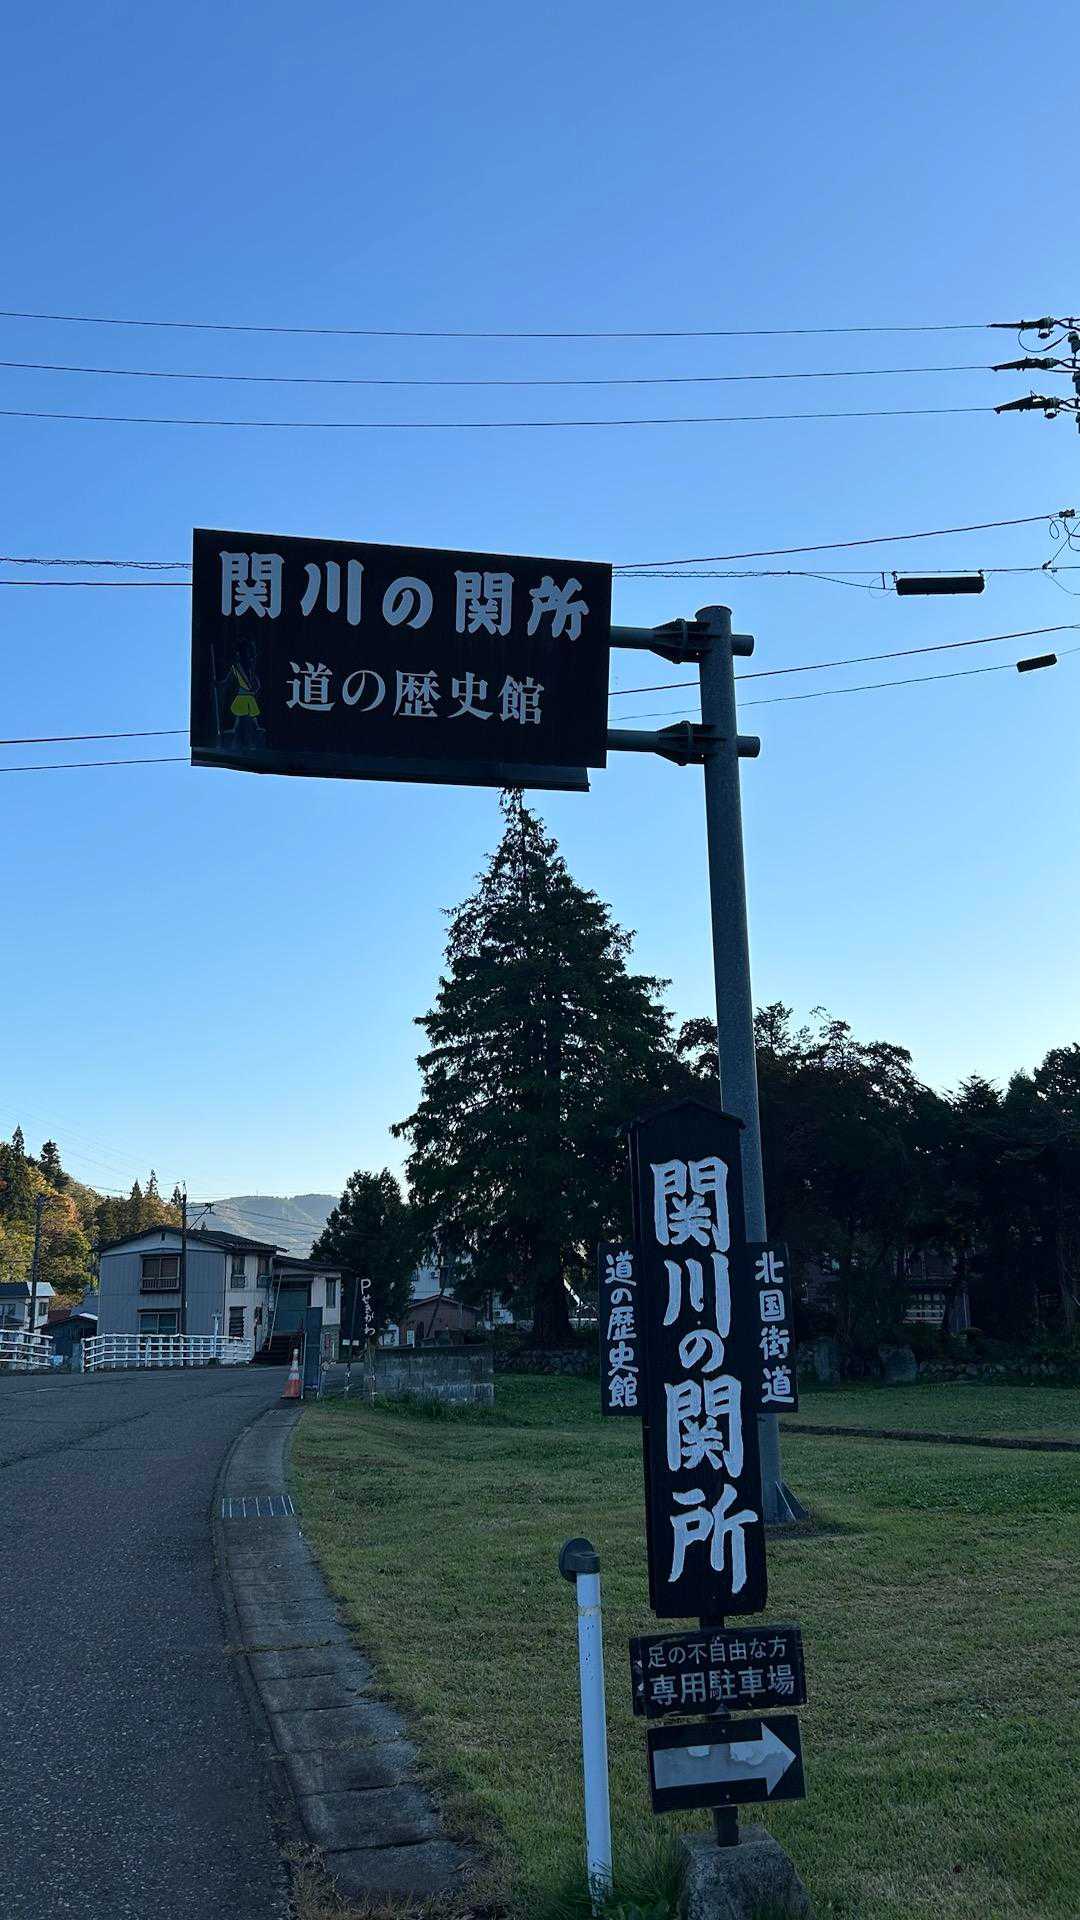 関川の関所
道の歴史館
関川の関所
道の歴史館
北国街道
足の不自由な方
専用駐車場